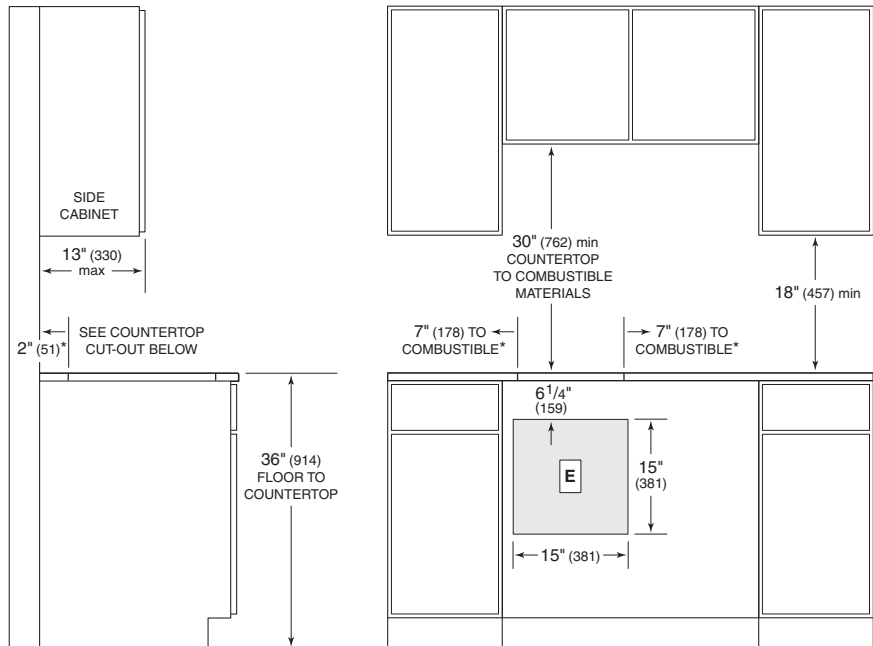 SIDE
CABINET
13" (330)
max
2" (51)*
SEE COUNTERTOP
CUT-OUT BELOW
36" (914)
FLOOR TO
COUNTERTOP
30" (762) min
COUNTERTOP
TO COMBUSTIBLE
MATERIALS
18" (457) min
7" (178) TO
COMBUSTIBLE*
7" (178) TO
COMBUSTIBLE*
6 1/4"
(159)
E
15"
(381)
15" (381)